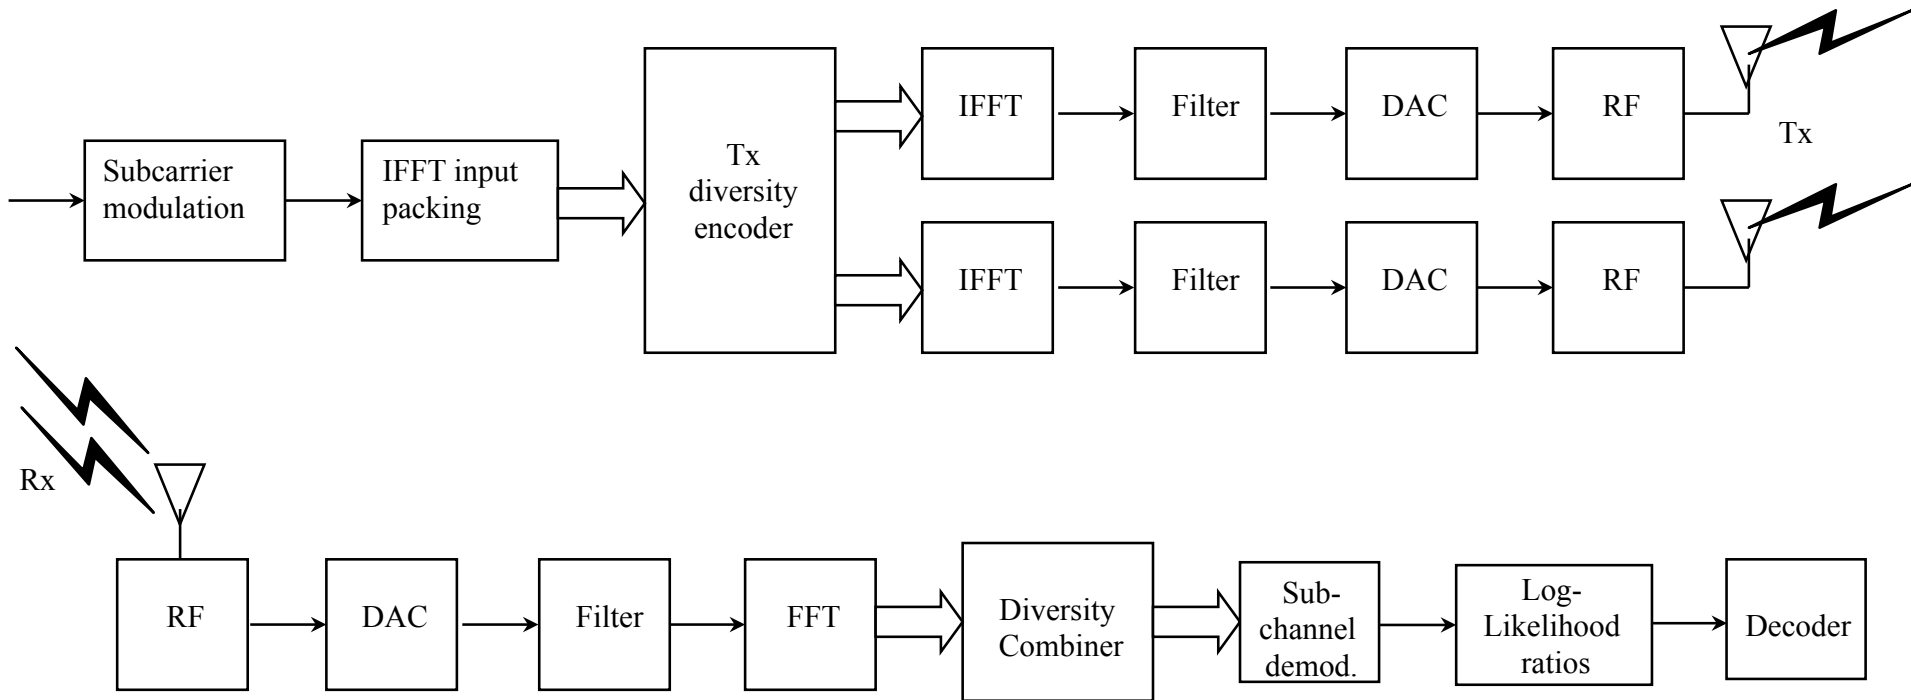 Subcarrier
modulation
IFFT input
packing
Tx
diversity
encoder
IFFT
Filter
DAC
RF
Tx
IFFT
Filter
DAC
RF
Rx
RF
DAC
Filter
FFT
Diversity
Combiner
Sub-
channel
demod.
Log-
Likelihood
ratios
Decoder